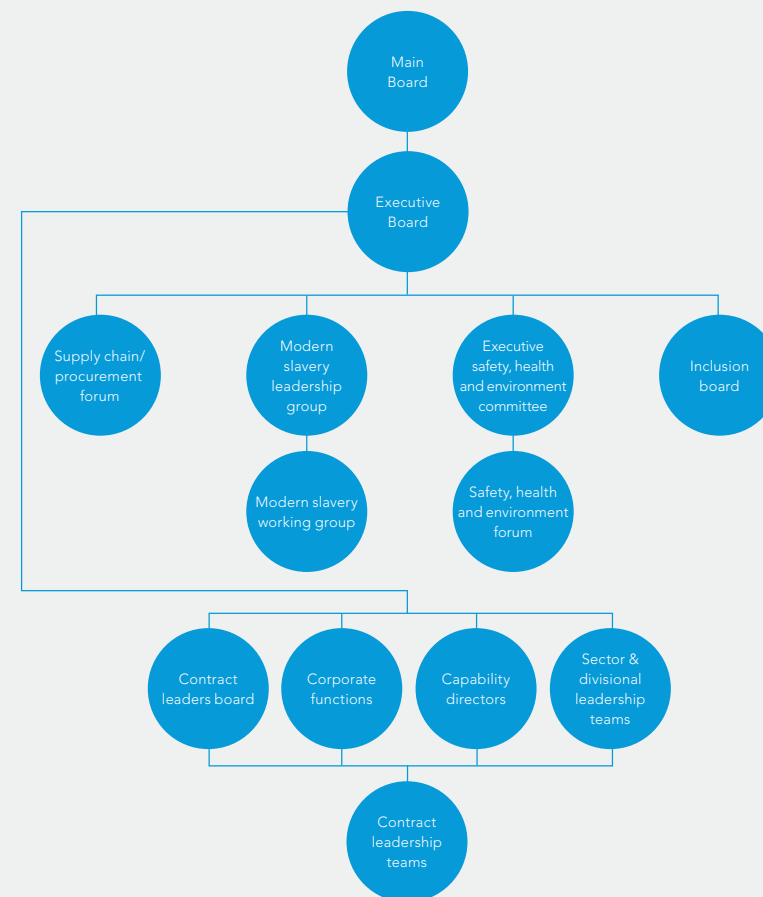 Main
Board
Executive
Board
Supply chain/
procurement
forum
Modern
slavery
leadership
group
Executive
safety, health
and environment
committee
Inclusion
board
Modern slavery
working group
Safety, health
and environment
forum
Contract
leaders board
Corporate
functions
Capability
directors
Sector &
divisional
leadership
teams
Contract
leadership
teams